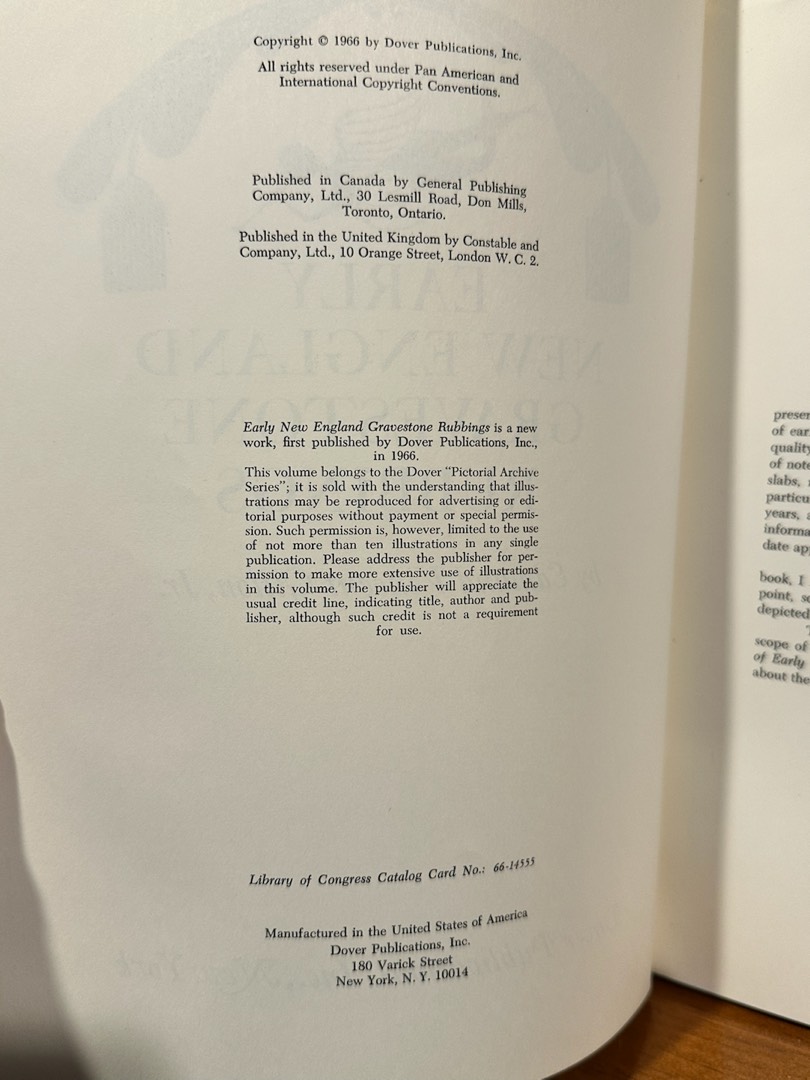 Copyright © 1966 by Dover Publications, Inc.
All rights reserved under Pan American and
International Copyright Conventions.
Published in Canada by General Publishing
Company, Ltd., 30 Lesmill Road, Don Mills,
Toronto, Ontario.
Published in the United Kingdom by Constable and
Company, Ltd., 10 Orange Street, London W. C. 2.
EARLY
NEW ENGLAND
GRAVESTONE
Early New England Gravestone Rubbings is a new
work, first published by Dover Publications, Inc.,
in 1966.
This volume belongs to the Dover "Pictorial Archive
Series"; it is sold with the understanding that illus-
trations may be reproduced for advertising or edi-
torial purposes without payment or special permis-
sion. Such permission is, however, limited to the use
of not more than ten illustrations in any single
publication. Please address the publisher for per-
mission to make more extensive use of illustrations
in this volume. The publisher will appreciate the
usual credit line, indicating title, author and pub-
lisher, although such credit is not a requirement
for use.
Library of Congress Catalog Card No.: 66-14555
Manufactured in the United States of America
Dover Publications, Inc.
180 Varick Street
New York, N. Y. 10014
of ear
quality
of note
slabs,
particu
years,
informa
date ap
book, I
point, 
depicted
scope of
of Early
about the